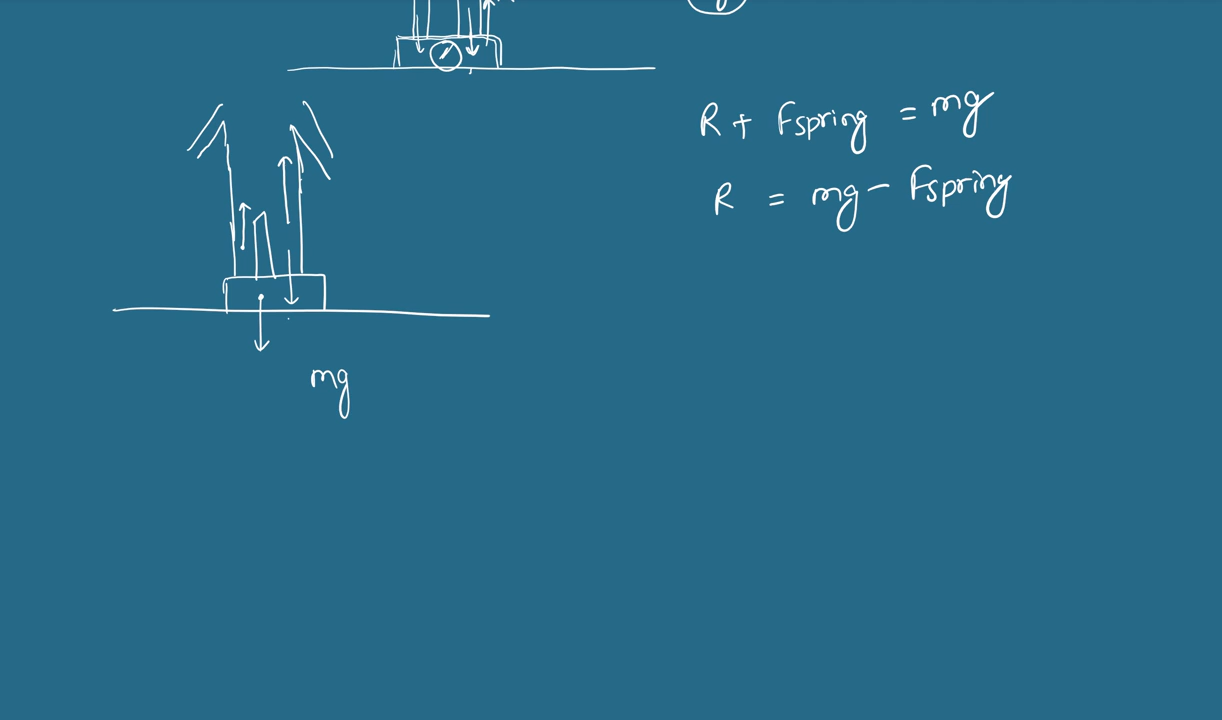 R + Fspring = mg
R = mg - Fspring
mg